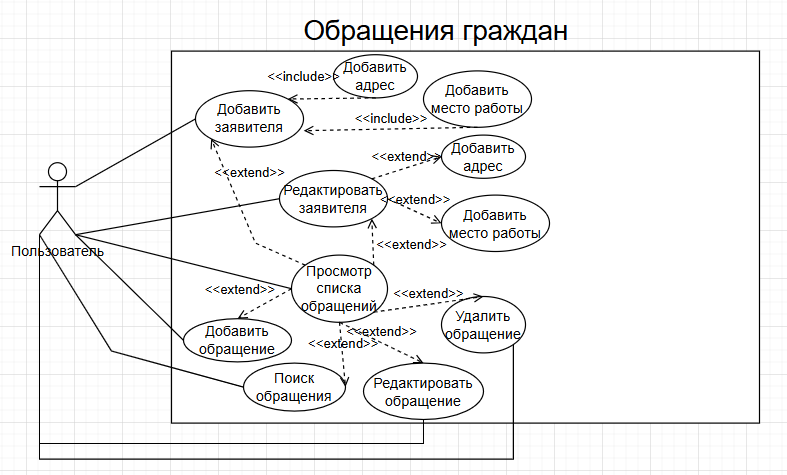 Обращения граждан
<<include>>
Добавить
адрес
Добавить
заявителя
Добавить
место работы
<<include>>
<<extend>>
Добавить
адрес
<<extend>>
Редактировать
заявителя
<<extend>>
Добавить
место работы
Пользователь
<<extend>>
Просмотр
списка
обращений
<<extend>>
<<extend>>
Удалить
обращение
Добавить
обращение
<<extend>>
<<extend>>
Поиск
обращения
Редактировать
обращение